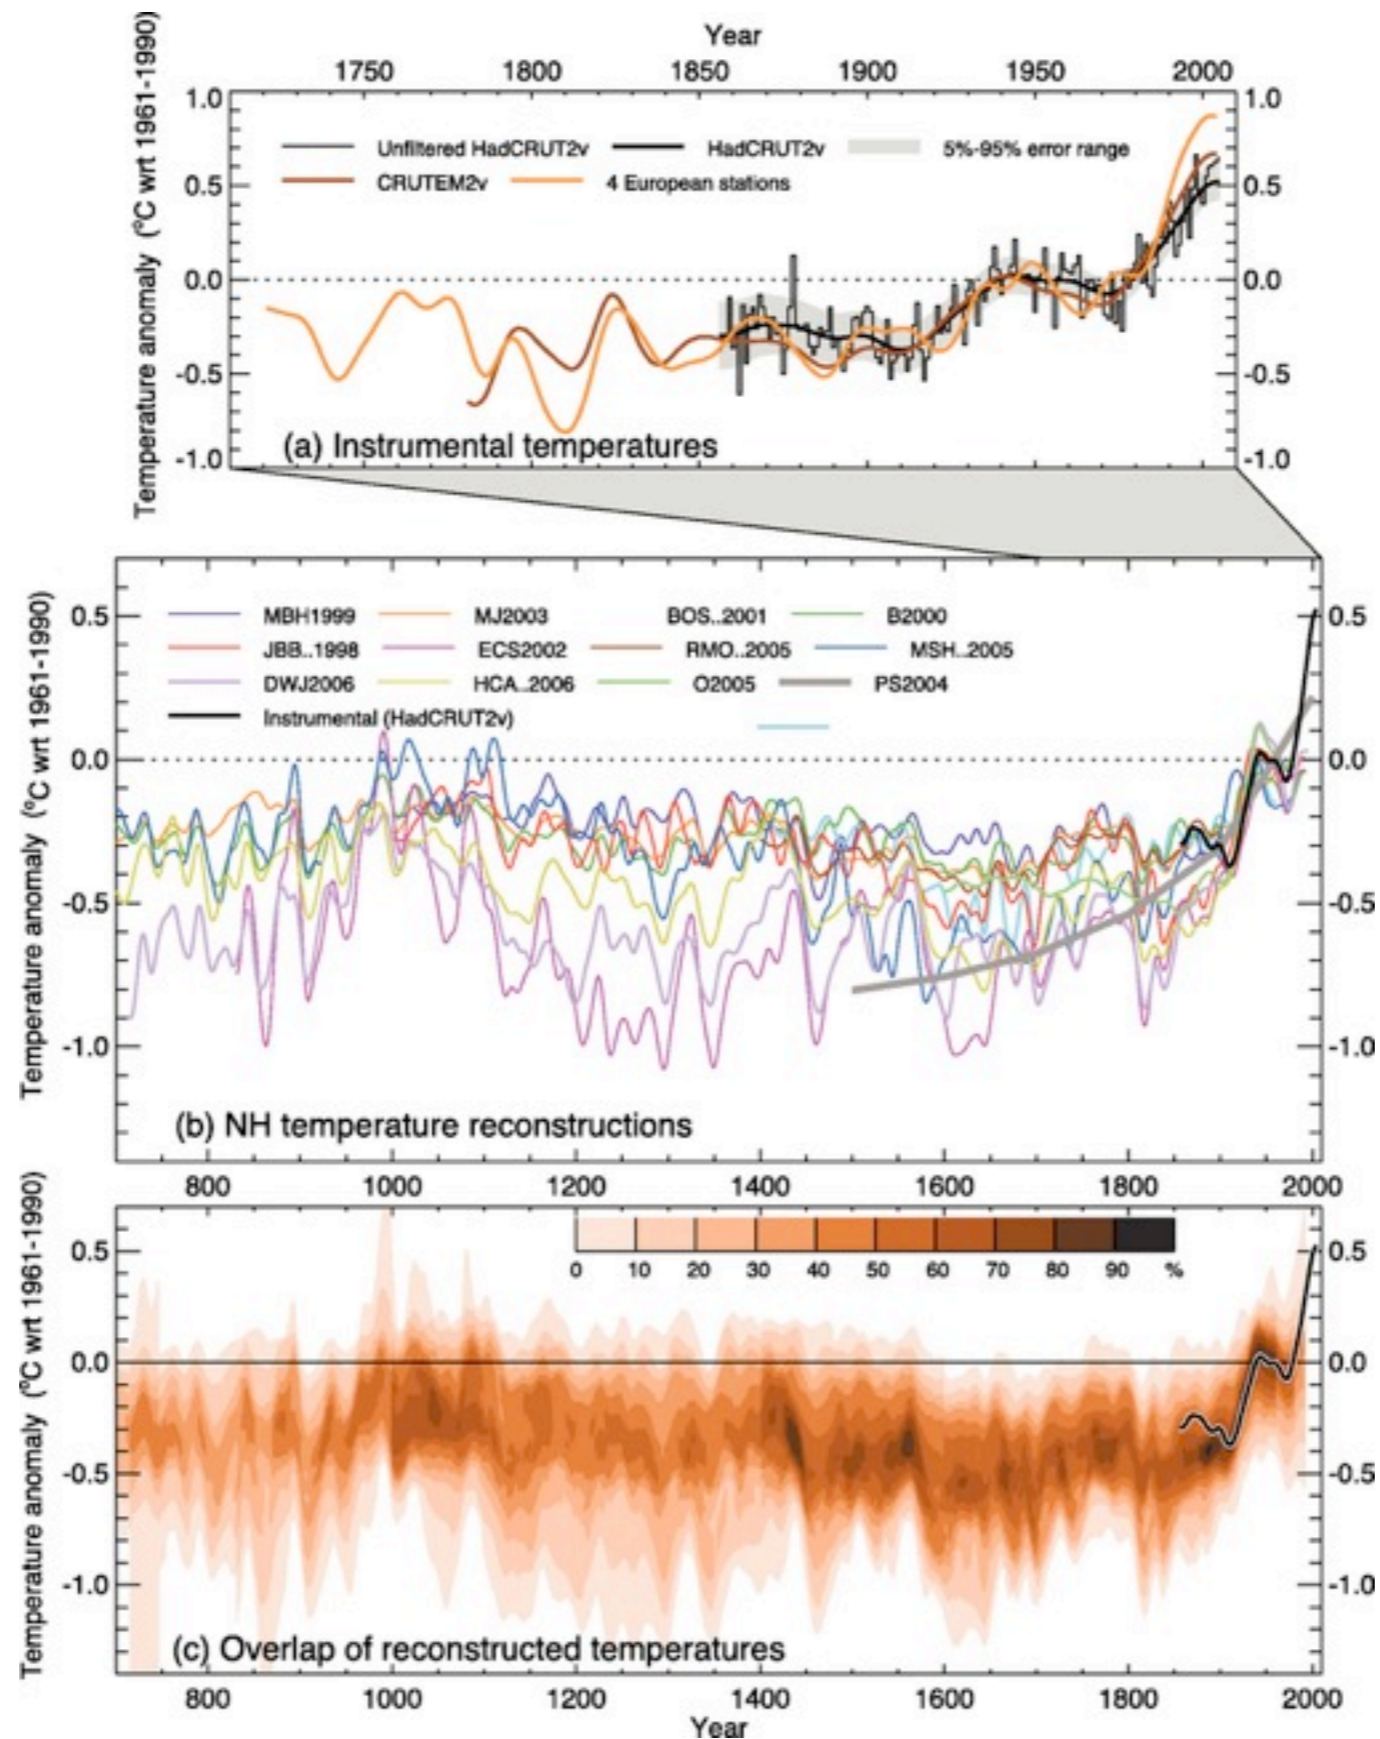 Year
1750 1800 1850 1900 1950 2000
Temperature anomaly (°C wrt 1961-1990)
1.0 1.0
Unfiltered HadCRUT2v HadCRUT2v 5%-95% error range
0.5 CRUTEM2v 4 European stations 0.5
0.0 0.0
-0.5 -0.5
(a) Instrumental temperatures
-1.0 -1.0
Temperature anomaly (°C wrt 1961-1990)
0.5 MBH1999 MJ2003 BOS..2001 B2000 0.5
JBB..1998 ECS2002 RMO..2005 MSH..2005
DWJ2006 HCA..2006 O2005 PS2004
Instrumental (HadCRUT2v)
0.0 0.0
-0.5 -0.5
-1.0 -1.0
(b) NH temperature reconstructions
800 1000 1200 1400 1600 1800 2000
Temperature anomaly (°C wrt 1961-1990)
0.5 0.5
0 10 20 30 40 50 60 70 80 90 %
0.0 0.0
-0.5 -0.5
-1.0 -1.0
(c) Overlap of reconstructed temperatures
800 1000 1200 1400 1600 1800 2000
Year